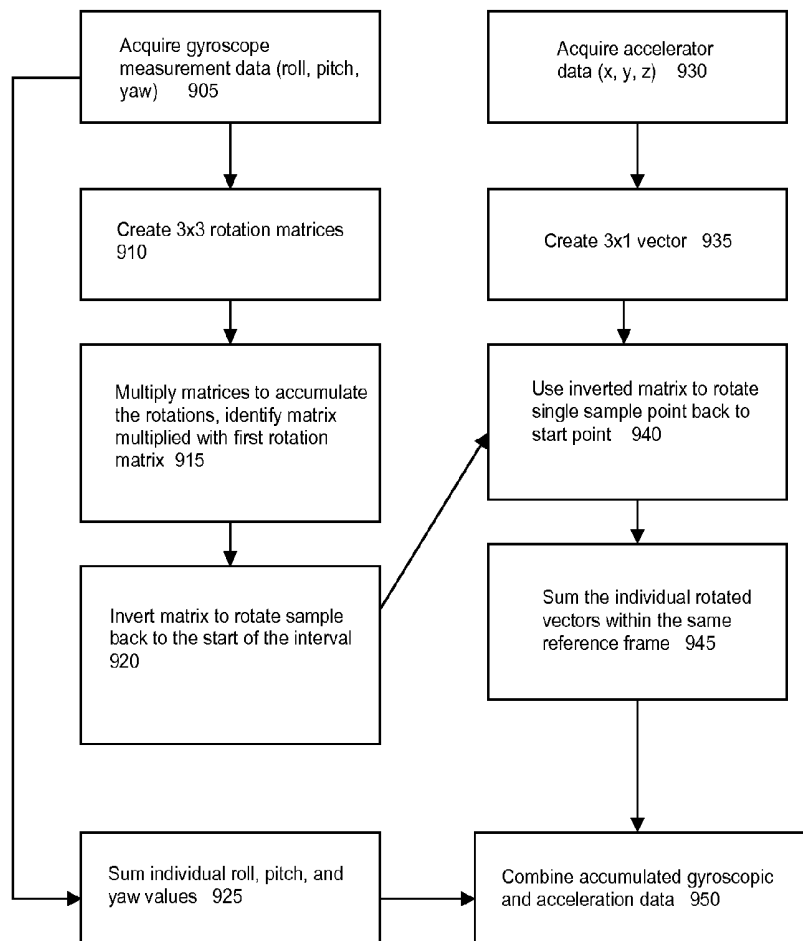 Acquire gyroscope
measurement data (roll, pitch,
yaw) 905
Create 3x3 rotation matrices
910
Multiply matrices to accumulate
the rotations, identify matrix
multiplied with first rotation
matrix 915
Invert matrix to rotate sample
back to the start of the interval
920
Sum individual roll, pitch, and
yaw values 925
Acquire accelerator
data (x, y, z) 930
Create 3x1 vector 935
Use inverted matrix to rotate
single sample point back to
start point 940
Sum the individual rotated
vectors within the same
reference frame 945
Combine accumulated gyroscopic
and acceleration data 950